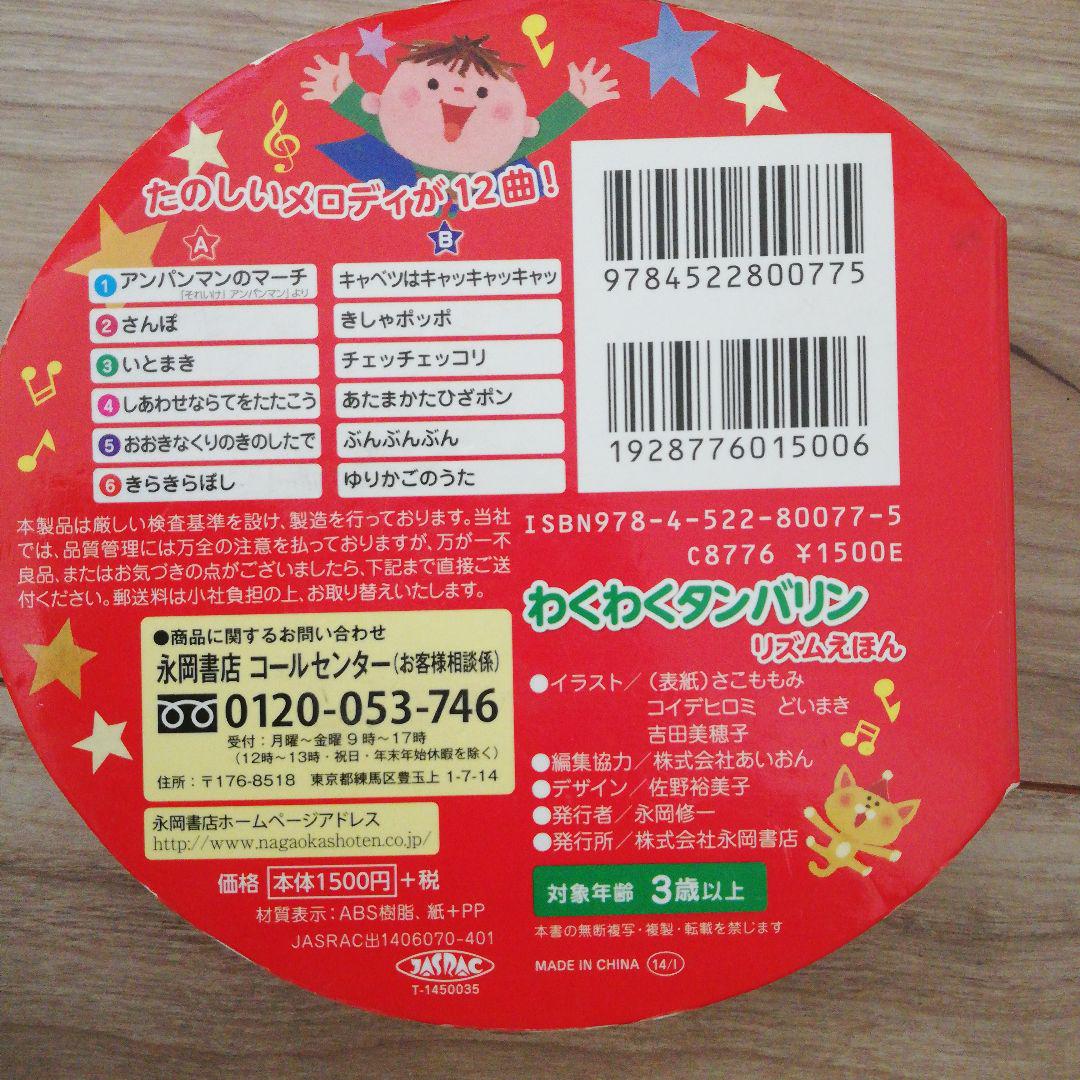 たのしいメロディが12曲！
A
B
1 アンパンマンのマーチ
「それいけ！アンパンマン」より
キャベツはキャッキャッキャッ
2 さんぽ
きしゃポッポ
3 いとまき
チェッチェッコリ
4 しあわせならてをたたこう
あたまかたひざポン
5 おおきなくりのきのしたで
ぶんぶんぶん
6 きらきらぼし
ゆりかごのうた
9784522800775
1928776015006
ISBN978-4-522-80077-5
C8776 ¥1500E
本製品は厳しい検査基準を設け、製造を行っております。当社
では、品質管理には万全の注意を払っておりますが、万が一不
良品、またはお気づきの点がございましたら、下記まで直接ご送
付ください。郵送料は小社負担の上、お取り替えいたします。
●商品に関するお問い合わせ
永岡書店 コールセンター(お客様相談係)
0120-053-746
受付：月曜〜金曜 9時〜17時
（12時〜13時・祝日・年末年始休暇を除く）
住所：〒176-8518 東京都練馬区豊玉上 1-7-14
永岡書店ホームページアドレス
http://www.nagaokashoten.co.jp/
価格 本体1500円+税
材質表示：ABS樹脂、紙+PP
JASRAC出1406070-401
JASRAC
T-1450035
わくわくタンバリン
リズムえほん
●イラスト／（表紙）さこももみ
コイデヒロミ どいまき
吉田美穂子
●編集協力／株式会社あいおん
●デザイン／佐野裕美子
●発行者／永岡修一
●発行所／株式会社永岡書店
対象年齢 3歳以上
本書の無断複写・複製・転載を禁じます
MADE IN CHINA 14/I